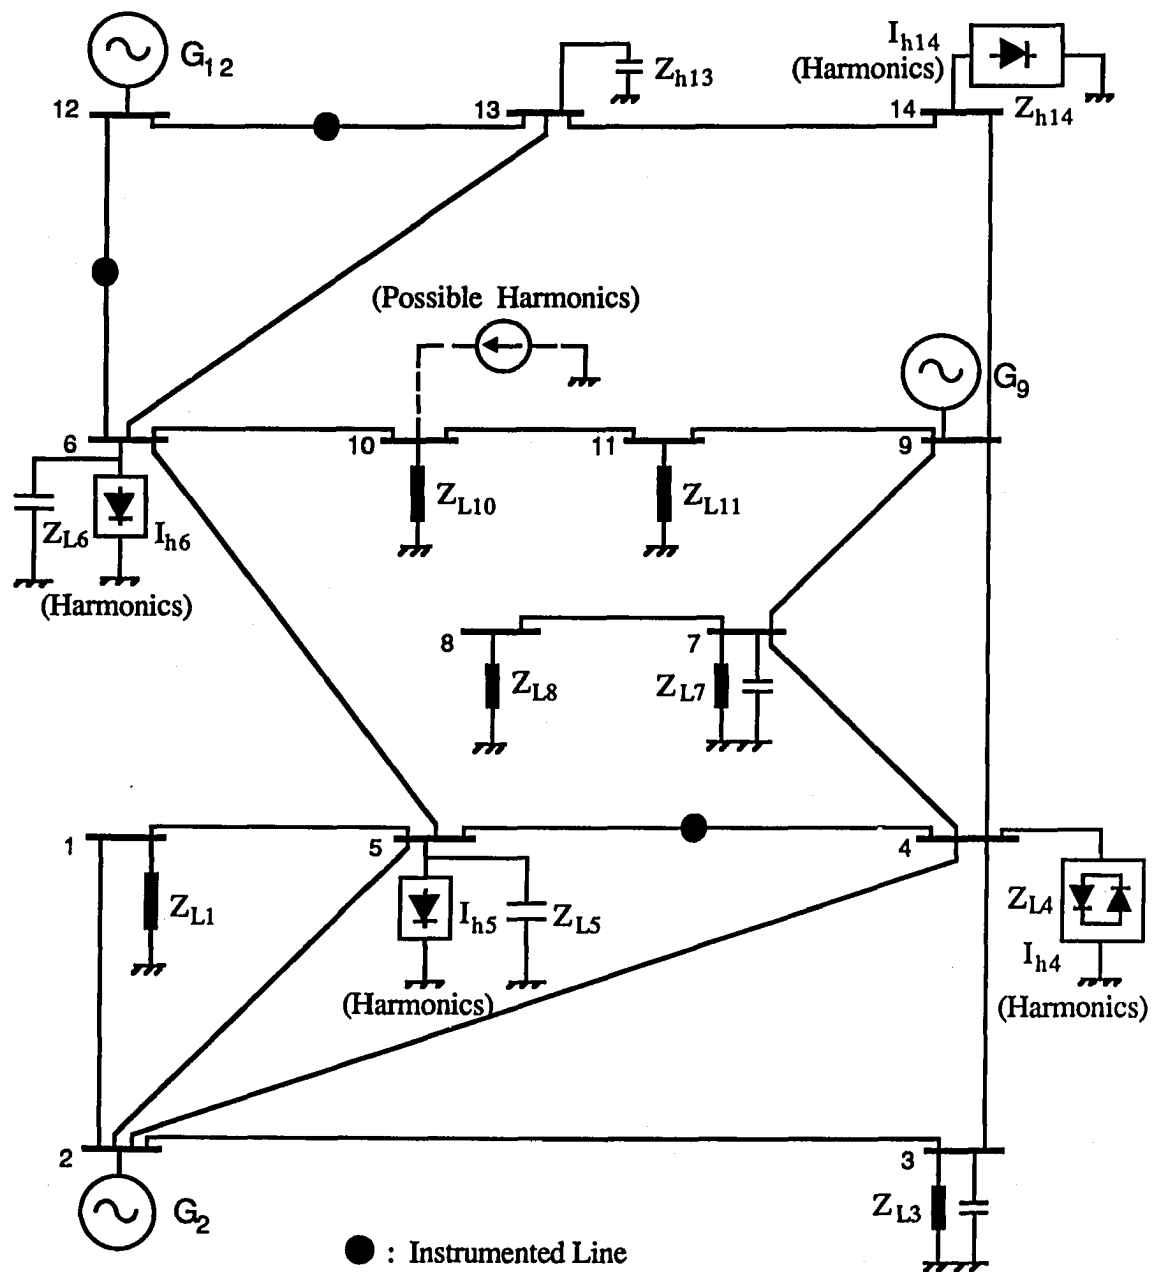 G12
12
13
Zh13
Ih14
(Harmonics)
14
Zh14
(Possible Harmonics)
G9
6
10
11
9
ZL6
Ih6
(Harmonics)
ZL10
ZL11
8
7
ZL8
ZL7
1
5
4
ZL1
Ih5
ZL5
(Harmonics)
ZL4
Ih4
(Harmonics)
2
G2
3
ZL3
: Instrumented Line